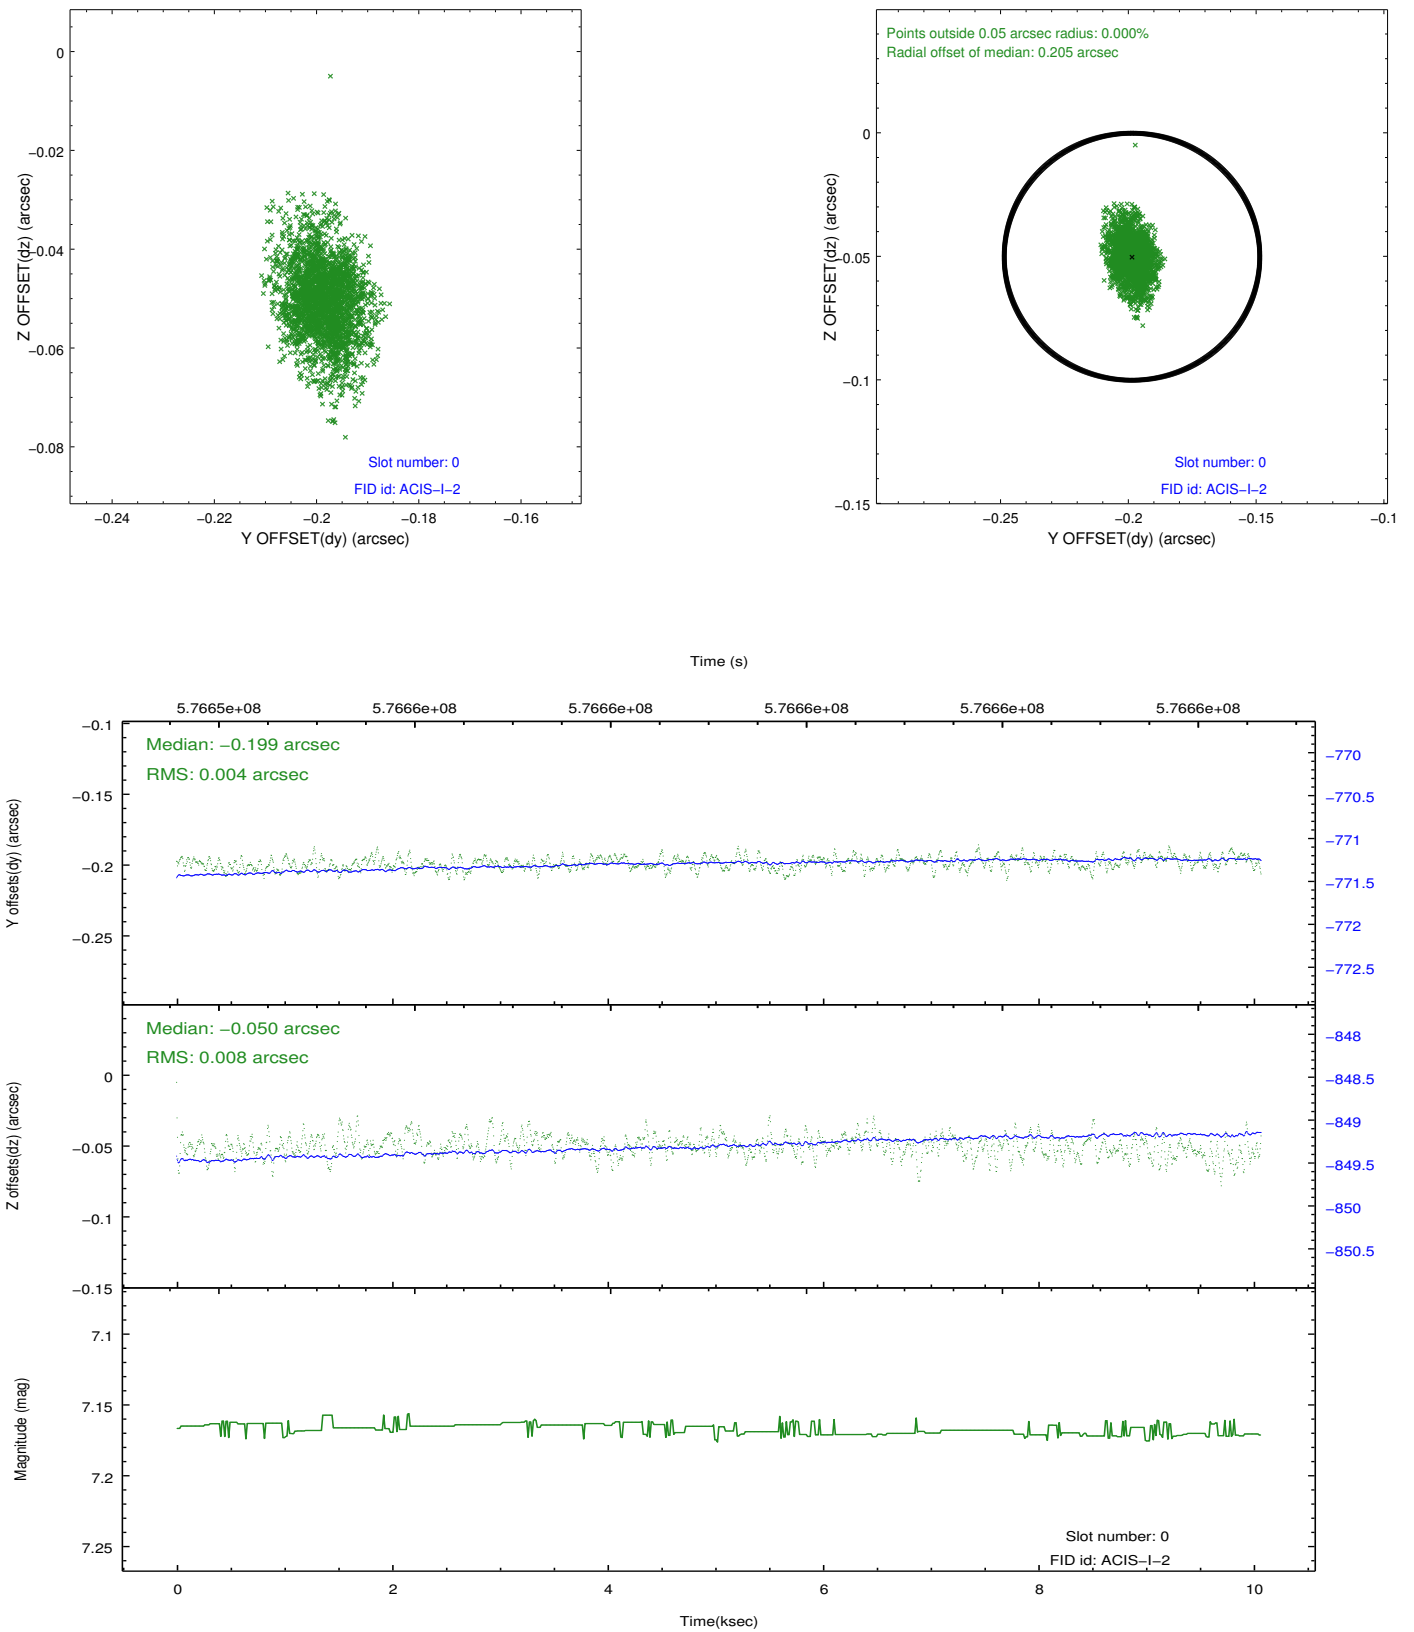 0
−0.02
−0.04
−0.06
−0.08
Z OFFSET(dz) (arcsec)
Slot number: 0
FID id: ACIS−I−2
−0.24
−0.22
−0.2
−0.18
−0.16
Y OFFSET(dy) (arcsec)
Points outside 0.05 arcsec radius: 0.000%
Radial offset of median: 0.205 arcsec
0
−0.05
−0.1
−0.15
Z OFFSET(dz) (arcsec)
Slot number: 0
FID id: ACIS−I−2
−0.25
−0.2
−0.15
−0.1
Y OFFSET(dy) (arcsec)
Time (s)
5.7665e+08
5.7666e+08
5.7666e+08
5.7666e+08
5.7666e+08
5.7666e+08
−0.1
−0.15
−0.2
−0.25
Y offsets(dy) (arcsec)
Median: −0.199 arcsec
RMS: 0.004 arcsec
−770
−770.5
−771
−771.5
−772
−772.5
Median: −0.050 arcsec
RMS: 0.008 arcsec
0
−0.05
−0.1
−0.15
Z offsets(dz) (arcsec)
−848
−848.5
−849
−849.5
−850
−850.5
7.1
7.15
7.2
7.25
Magnitude (mag)
Slot number: 0
FID id: ACIS−I−2
0
2
4
6
8
10
Time(ksec)